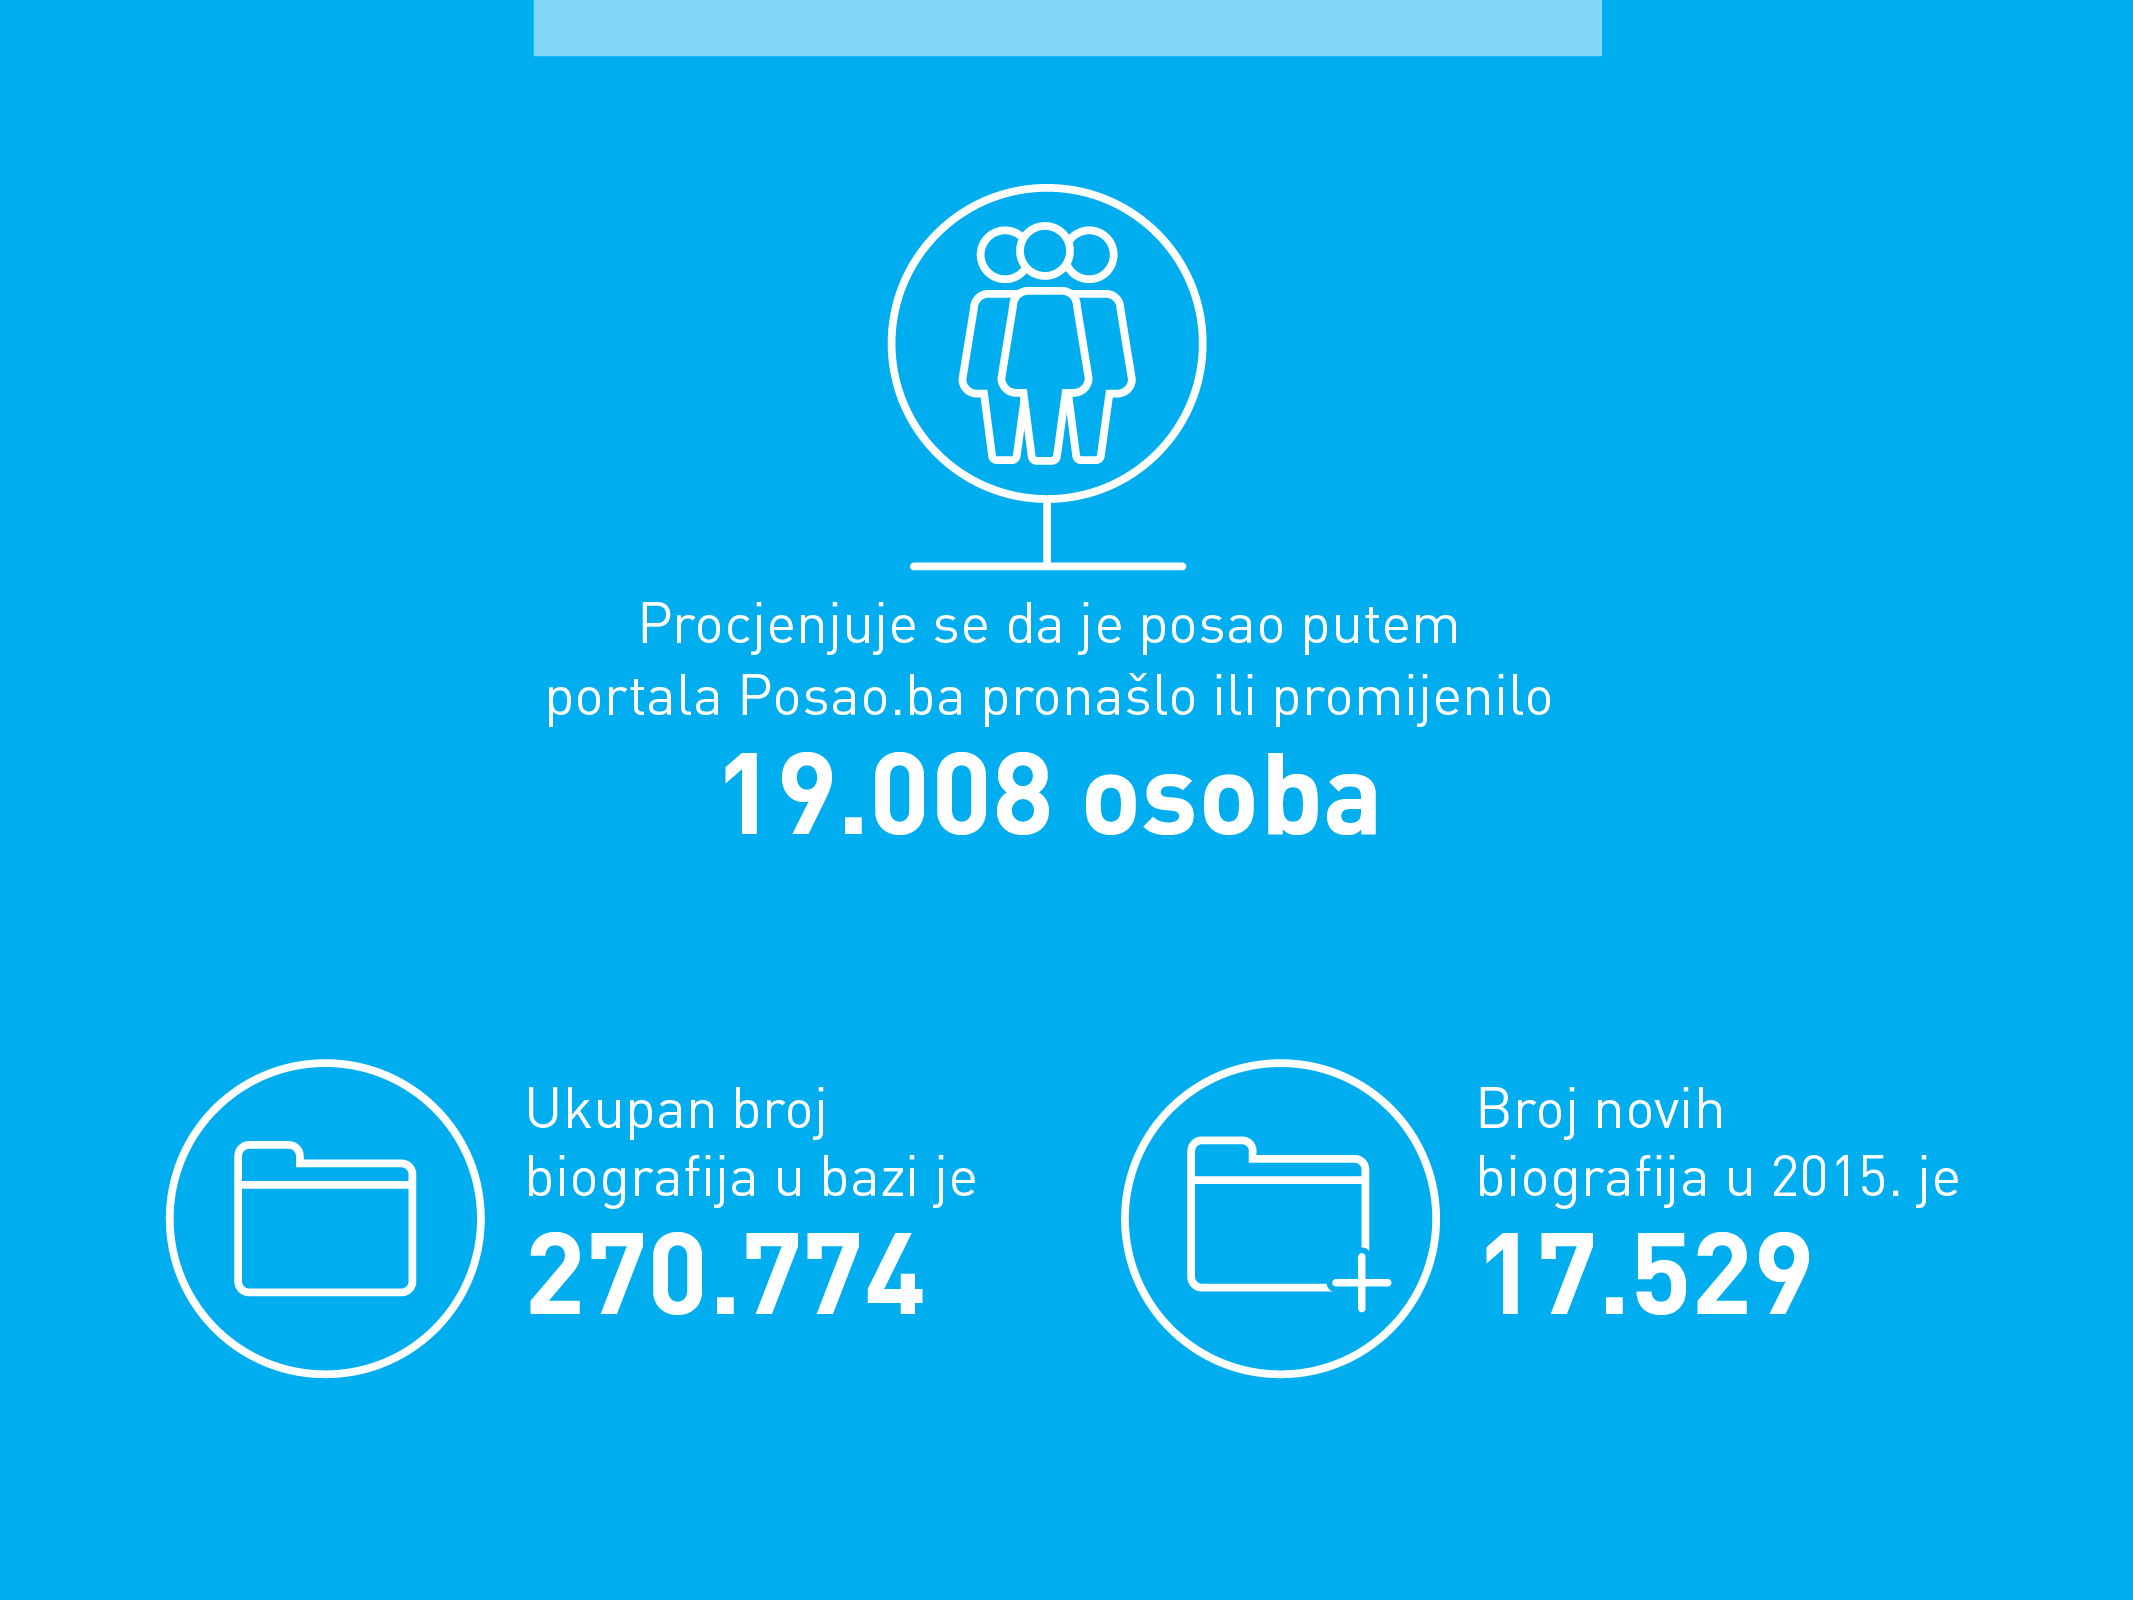 Procjenjuje se da je posao putem
portala Posao.ba pronašlo ili promijenilo
19.008 osoba
Ukupan broj
biografija u bazi je
270.774
Broj novih
biografija u 2015. je
17.529